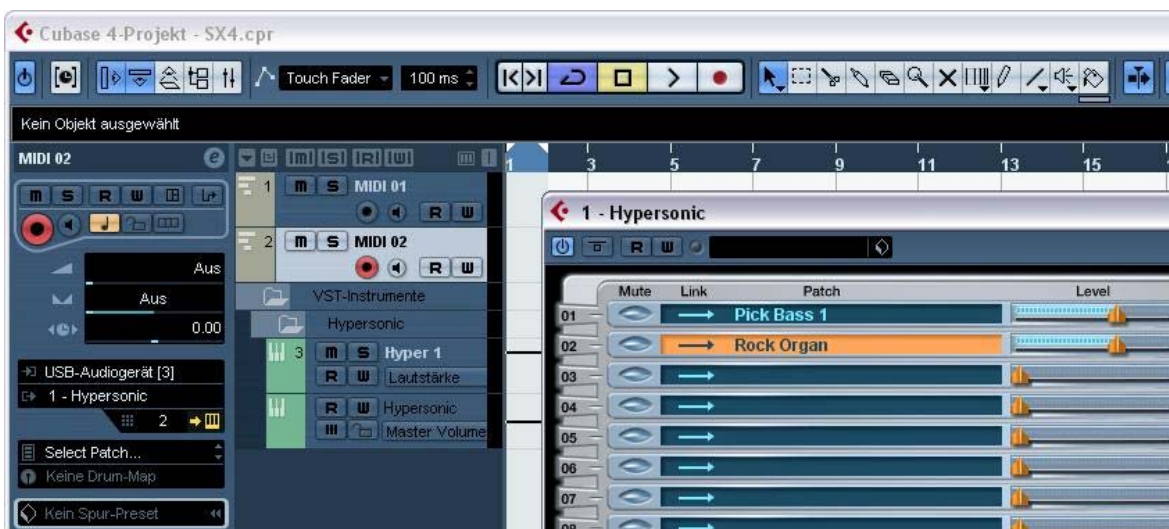 Cubase 4-Projekt - SX4.cpr
Touch Fader 100 ms
Kein Objekt ausgewählt
MIDI 02
m S R W
Aus
Aus
0.00
USB-Audiogerät [3]
1 - Hypersonic
2
Select Patch...
Keine Drum-Map
Kein Spur-Preset
m S R W
1 m S MIDI 01
R W
2 m S MIDI 02
R W
VST-Instrumente
Hypersonic
3 m S Hyper 1
R W Lautstärke
R W Hypersonic
Master Volume
1 3 5 7 9 11 13 15
1 - Hypersonic
R W
Mute Link Patch Level
01 Pick Bass 1
02 Rock Organ
03
04
05
06
07
08